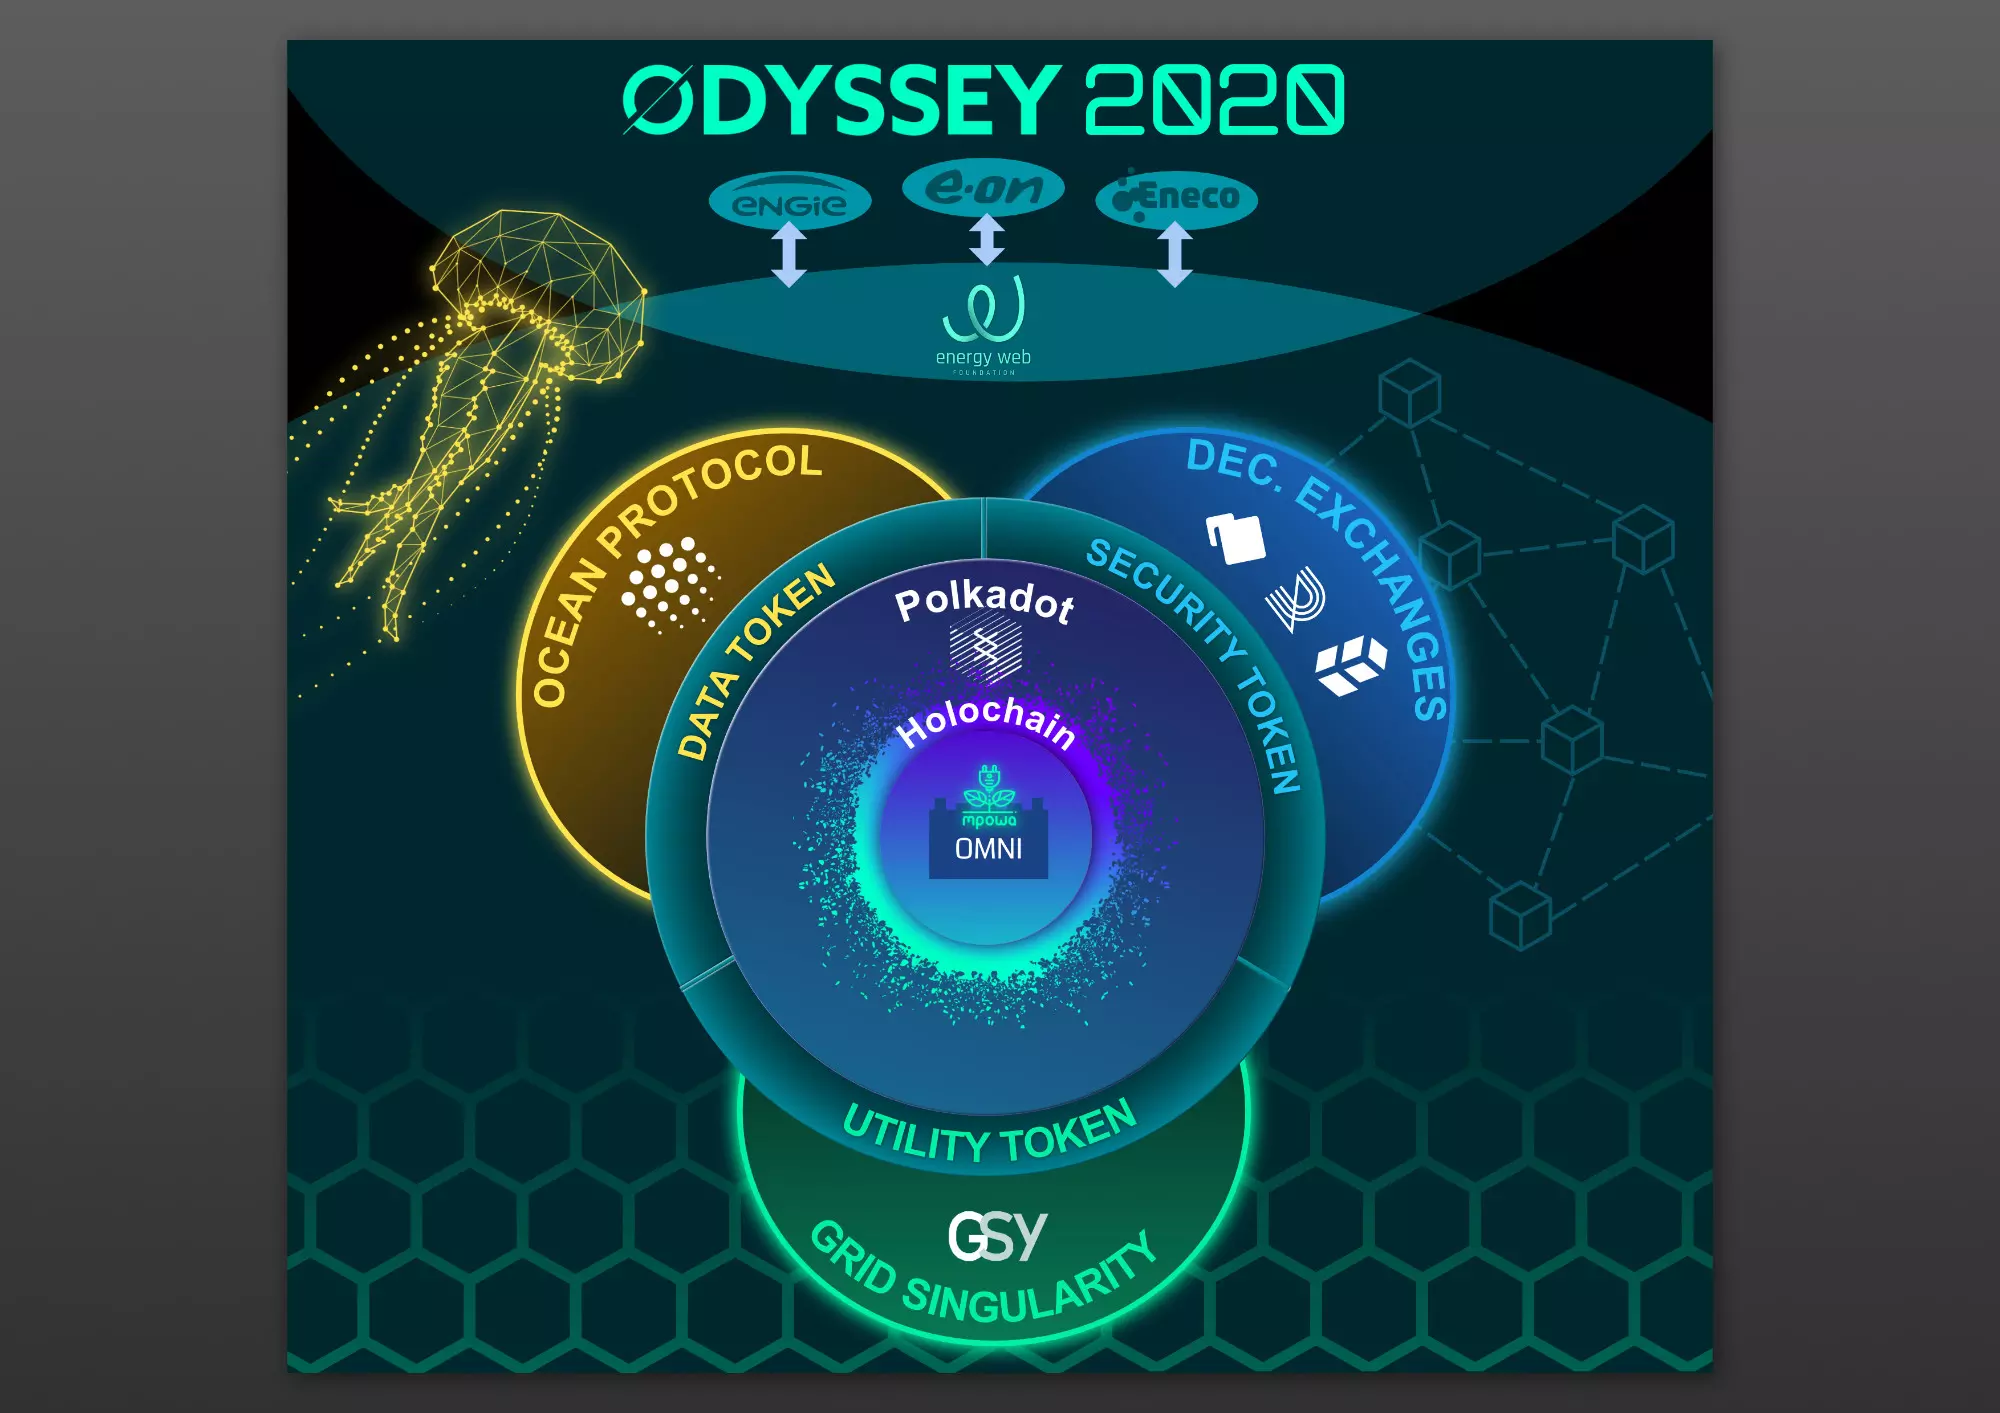 ØDYSSEY 2020
ENGIE
e·on
Eneco
energy web
FOUNDATION
OCEAN PROTOCOL
DEC. EXCHANGES
DATA TOKEN
SECURITY TOKEN
Polkadot
Holochain
mpowa
OMNI
UTILITY TOKEN
GSY
GRID SINGULARITY